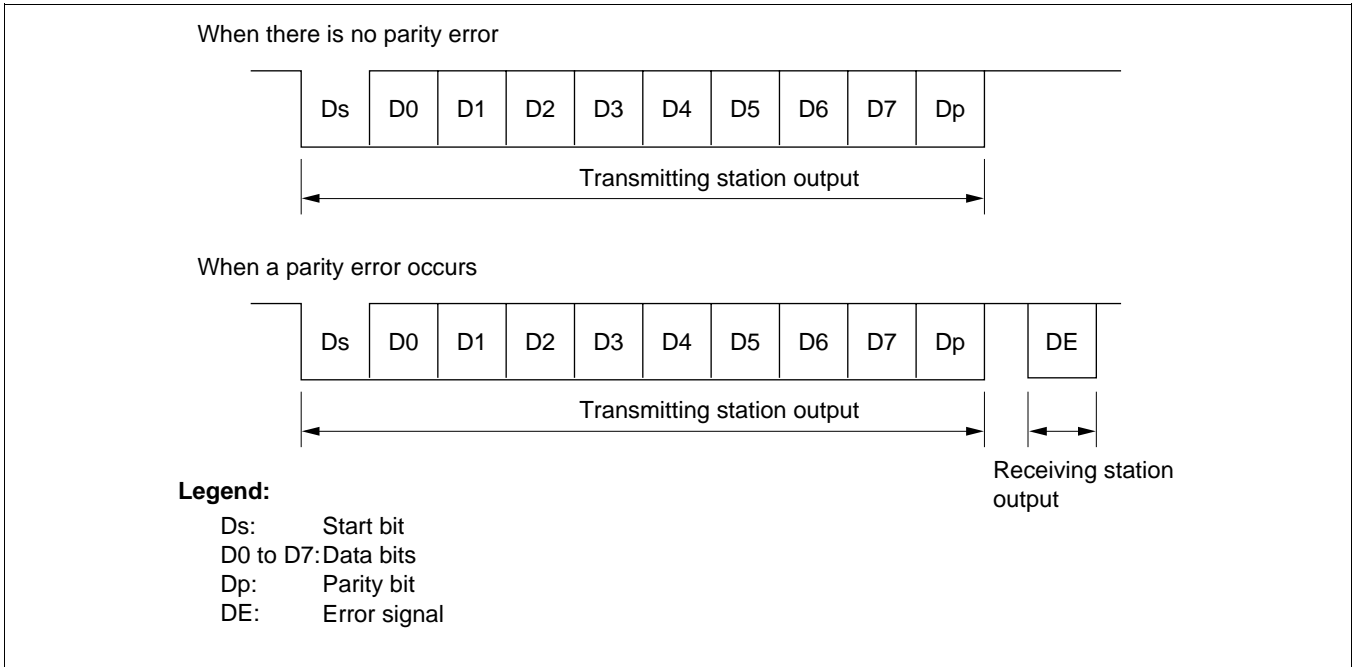 When there is no parity error
Ds D0 D1 D2 D3 D4 D5 D6 D7 Dp
Transmitting station output
When a parity error occurs
Ds D0 D1 D2 D3 D4 D5 D6 D7 Dp DE
Transmitting station output
Receiving station
output
Legend:
Ds: Start bit
D0 to D7: Data bits
Dp: Parity bit
DE: Error signal